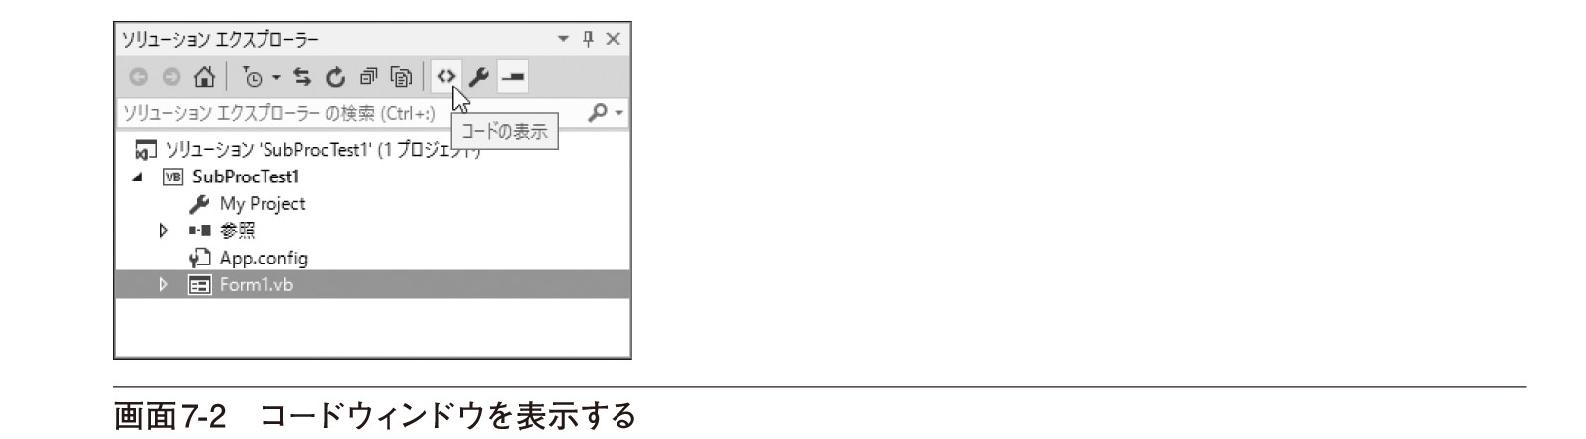 ソリューション エクスプローラー
ソリューション エクスプローラー の検索 (Ctrl+:)
コードの表示
ソリューション 'SubProcTest1' (1 プロジェクト)
VB SubProcTest1
My Project
参照
App.config
Form1.vb
画面7-2 コードウィンドウを表示する